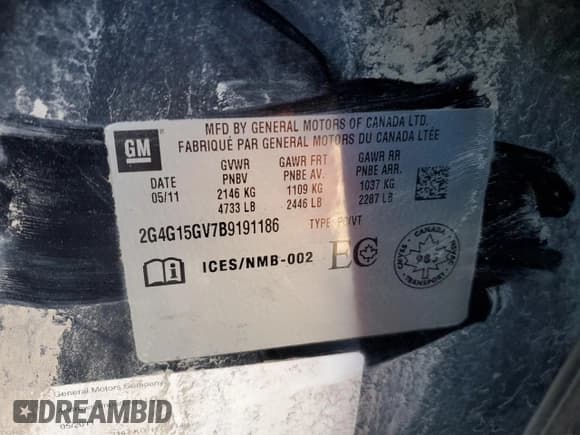 MFD BY GENERAL MOTORS OF CANADA LTD.
FABRIQUÉ PAR GENERAL MOTORS DU CANADA LTÉE
GM
GVWR GAWR FRT GAWR RR
DATE PNBV PNBE AV. PNBE ARR.
05/11 2146 KG 1109 KG 1037 KG
4733 LB 2446 LB 2287 LB
2G4G15GV7B9191186 TYPE: PC/VT
ICES/NMB-002 EC
CANADA
TRANSPORT
General Motors Company
DREAMBID